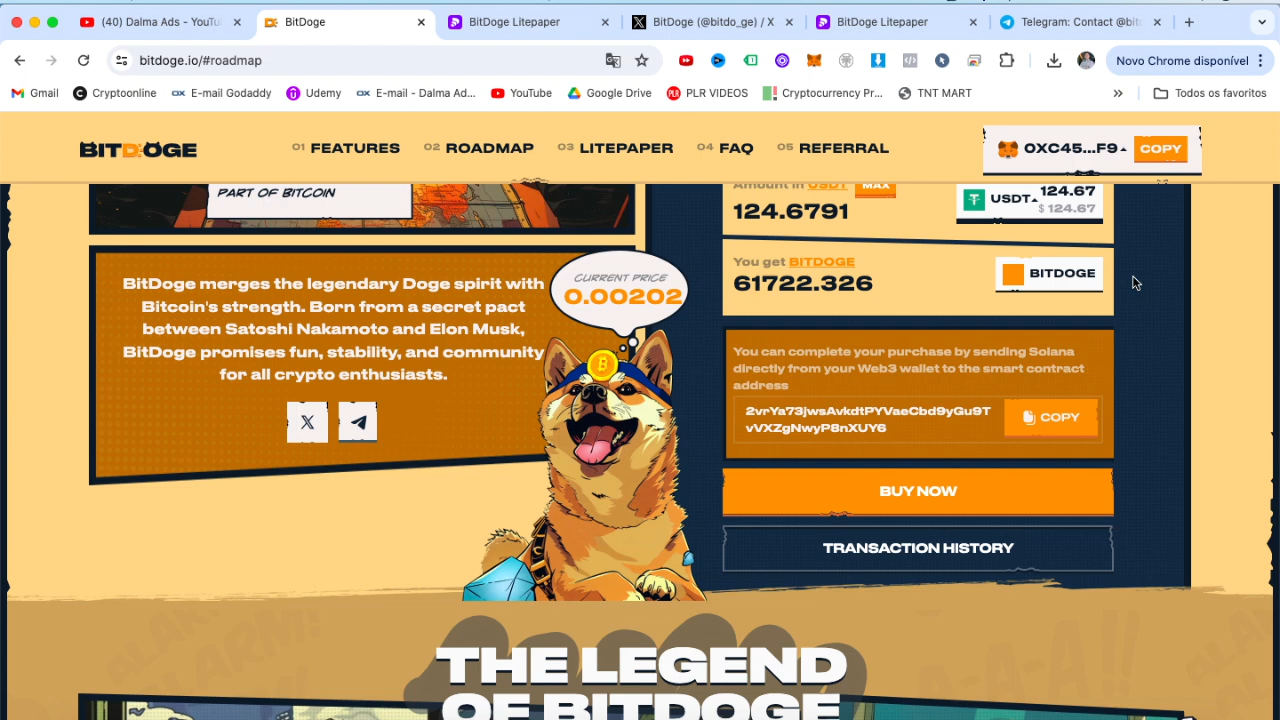 (40) Dalma Ads - YouTu
BitDoge
BitDoge Litepaper
BitDoge (@bitdo_ge) / X
BitDoge Litepaper
Telegram: Contact @bitd
bitdoge.io/#roadmap
Novo Chrome disponível
Gmail
Cryptoonline
E-mail Godaddy
Udemy
E-mail - Dalma Ad...
YouTube
Google Drive
PLR VIDEOS
Cryptocurrency Pr...
TNT MART
Todos os favoritos
BITDOGE
01 FEATURES
02 ROADMAP
03 LITEPAPER
04 FAQ
05 REFERRAL
0XC45...F9
COPY
PART OF BITCOIN
Amount in USDT
MAX
124.6791
USDT
124.67
$ 124.67
You get BITDOGE
61722.326
BITDOGE
BitDoge merges the legendary Doge spirit with
Bitcoin's strength. Born from a secret pact
between Satoshi Nakamoto and Elon Musk,
BitDoge promises fun, stability, and community
for all crypto enthusiasts.
CURRENT PRICE
0.00202
You can complete your purchase by sending Solana
directly from your Web3 wallet to the smart contract
address
2vrYa73jwsAvkdtPYVaeCbd9yGu9T
vVXZgNwyP8nXUY6
COPY
BUY NOW
TRANSACTION HISTORY
THE LEGEND
OF BITDOGE